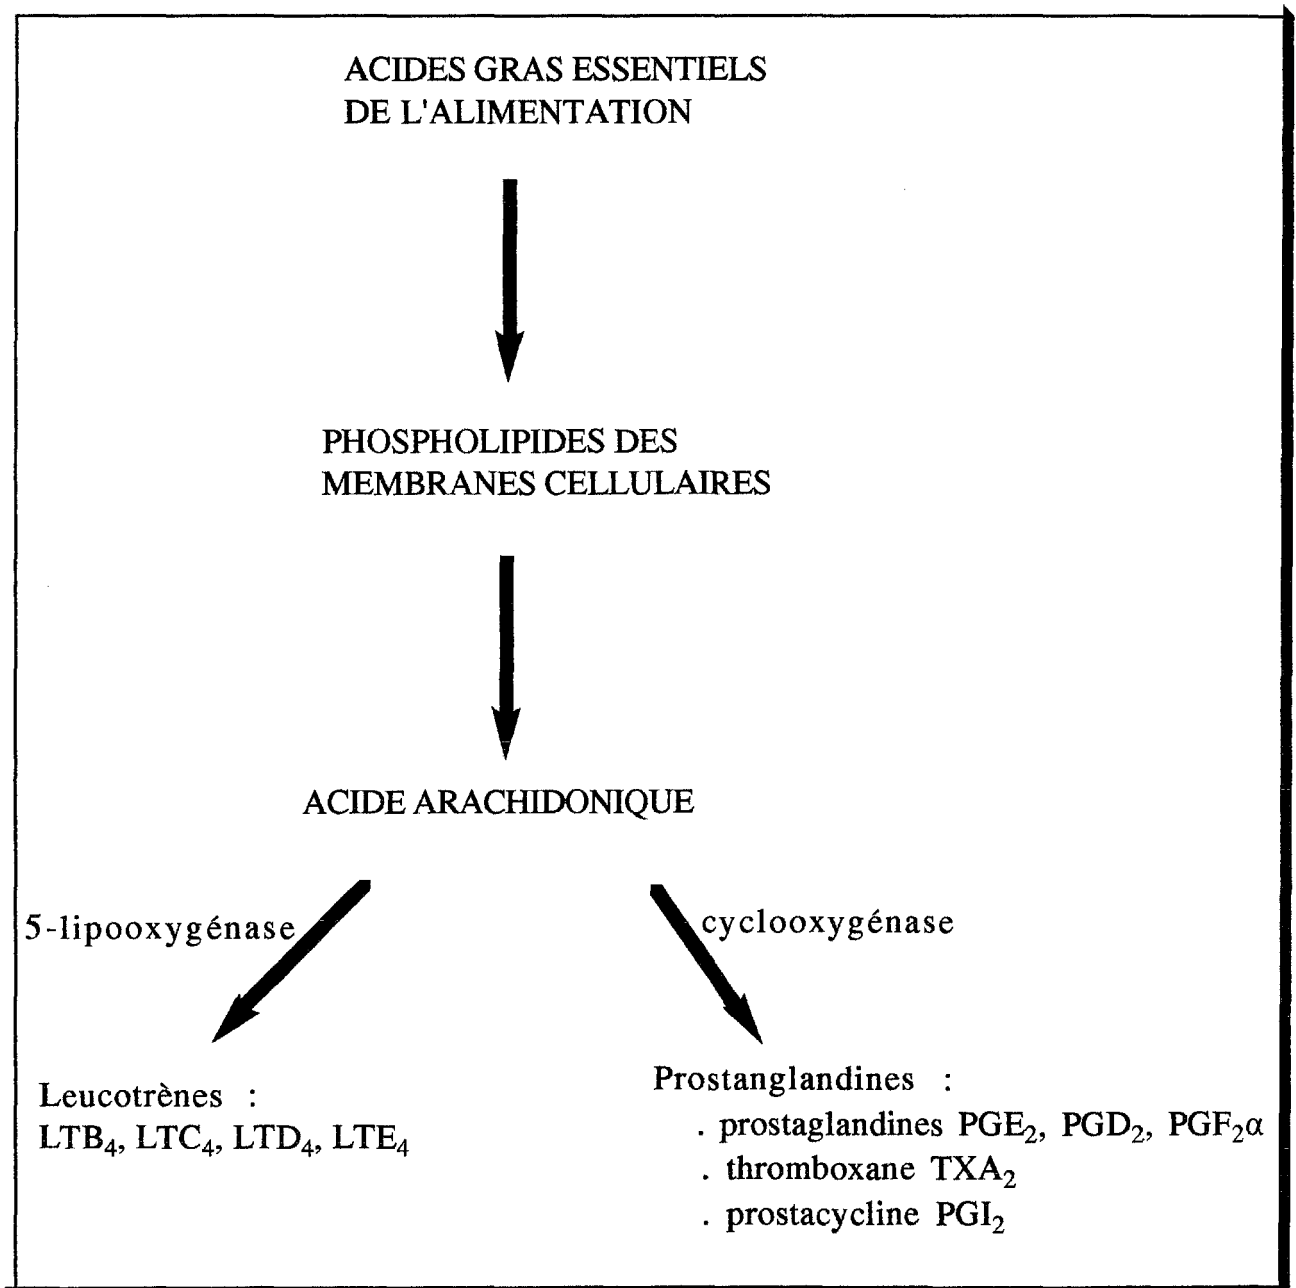 ACIDES GRAS ESSENTIELS
DE L'ALIMENTATION
PHOSPHOLIPIDES DES
MEMBRANES CELLULAIRES
ACIDE ARACHIDONIQUE
5-lipooxygénase
cyclooxygénase
Leucotrènes :
LTB₄, LTC₄, LTD₄, LTE₄
Prostanglandines :
. prostaglandines PGE₂, PGD₂, PGF₂α
. thromboxane TXA₂
. prostacycline PGI₂